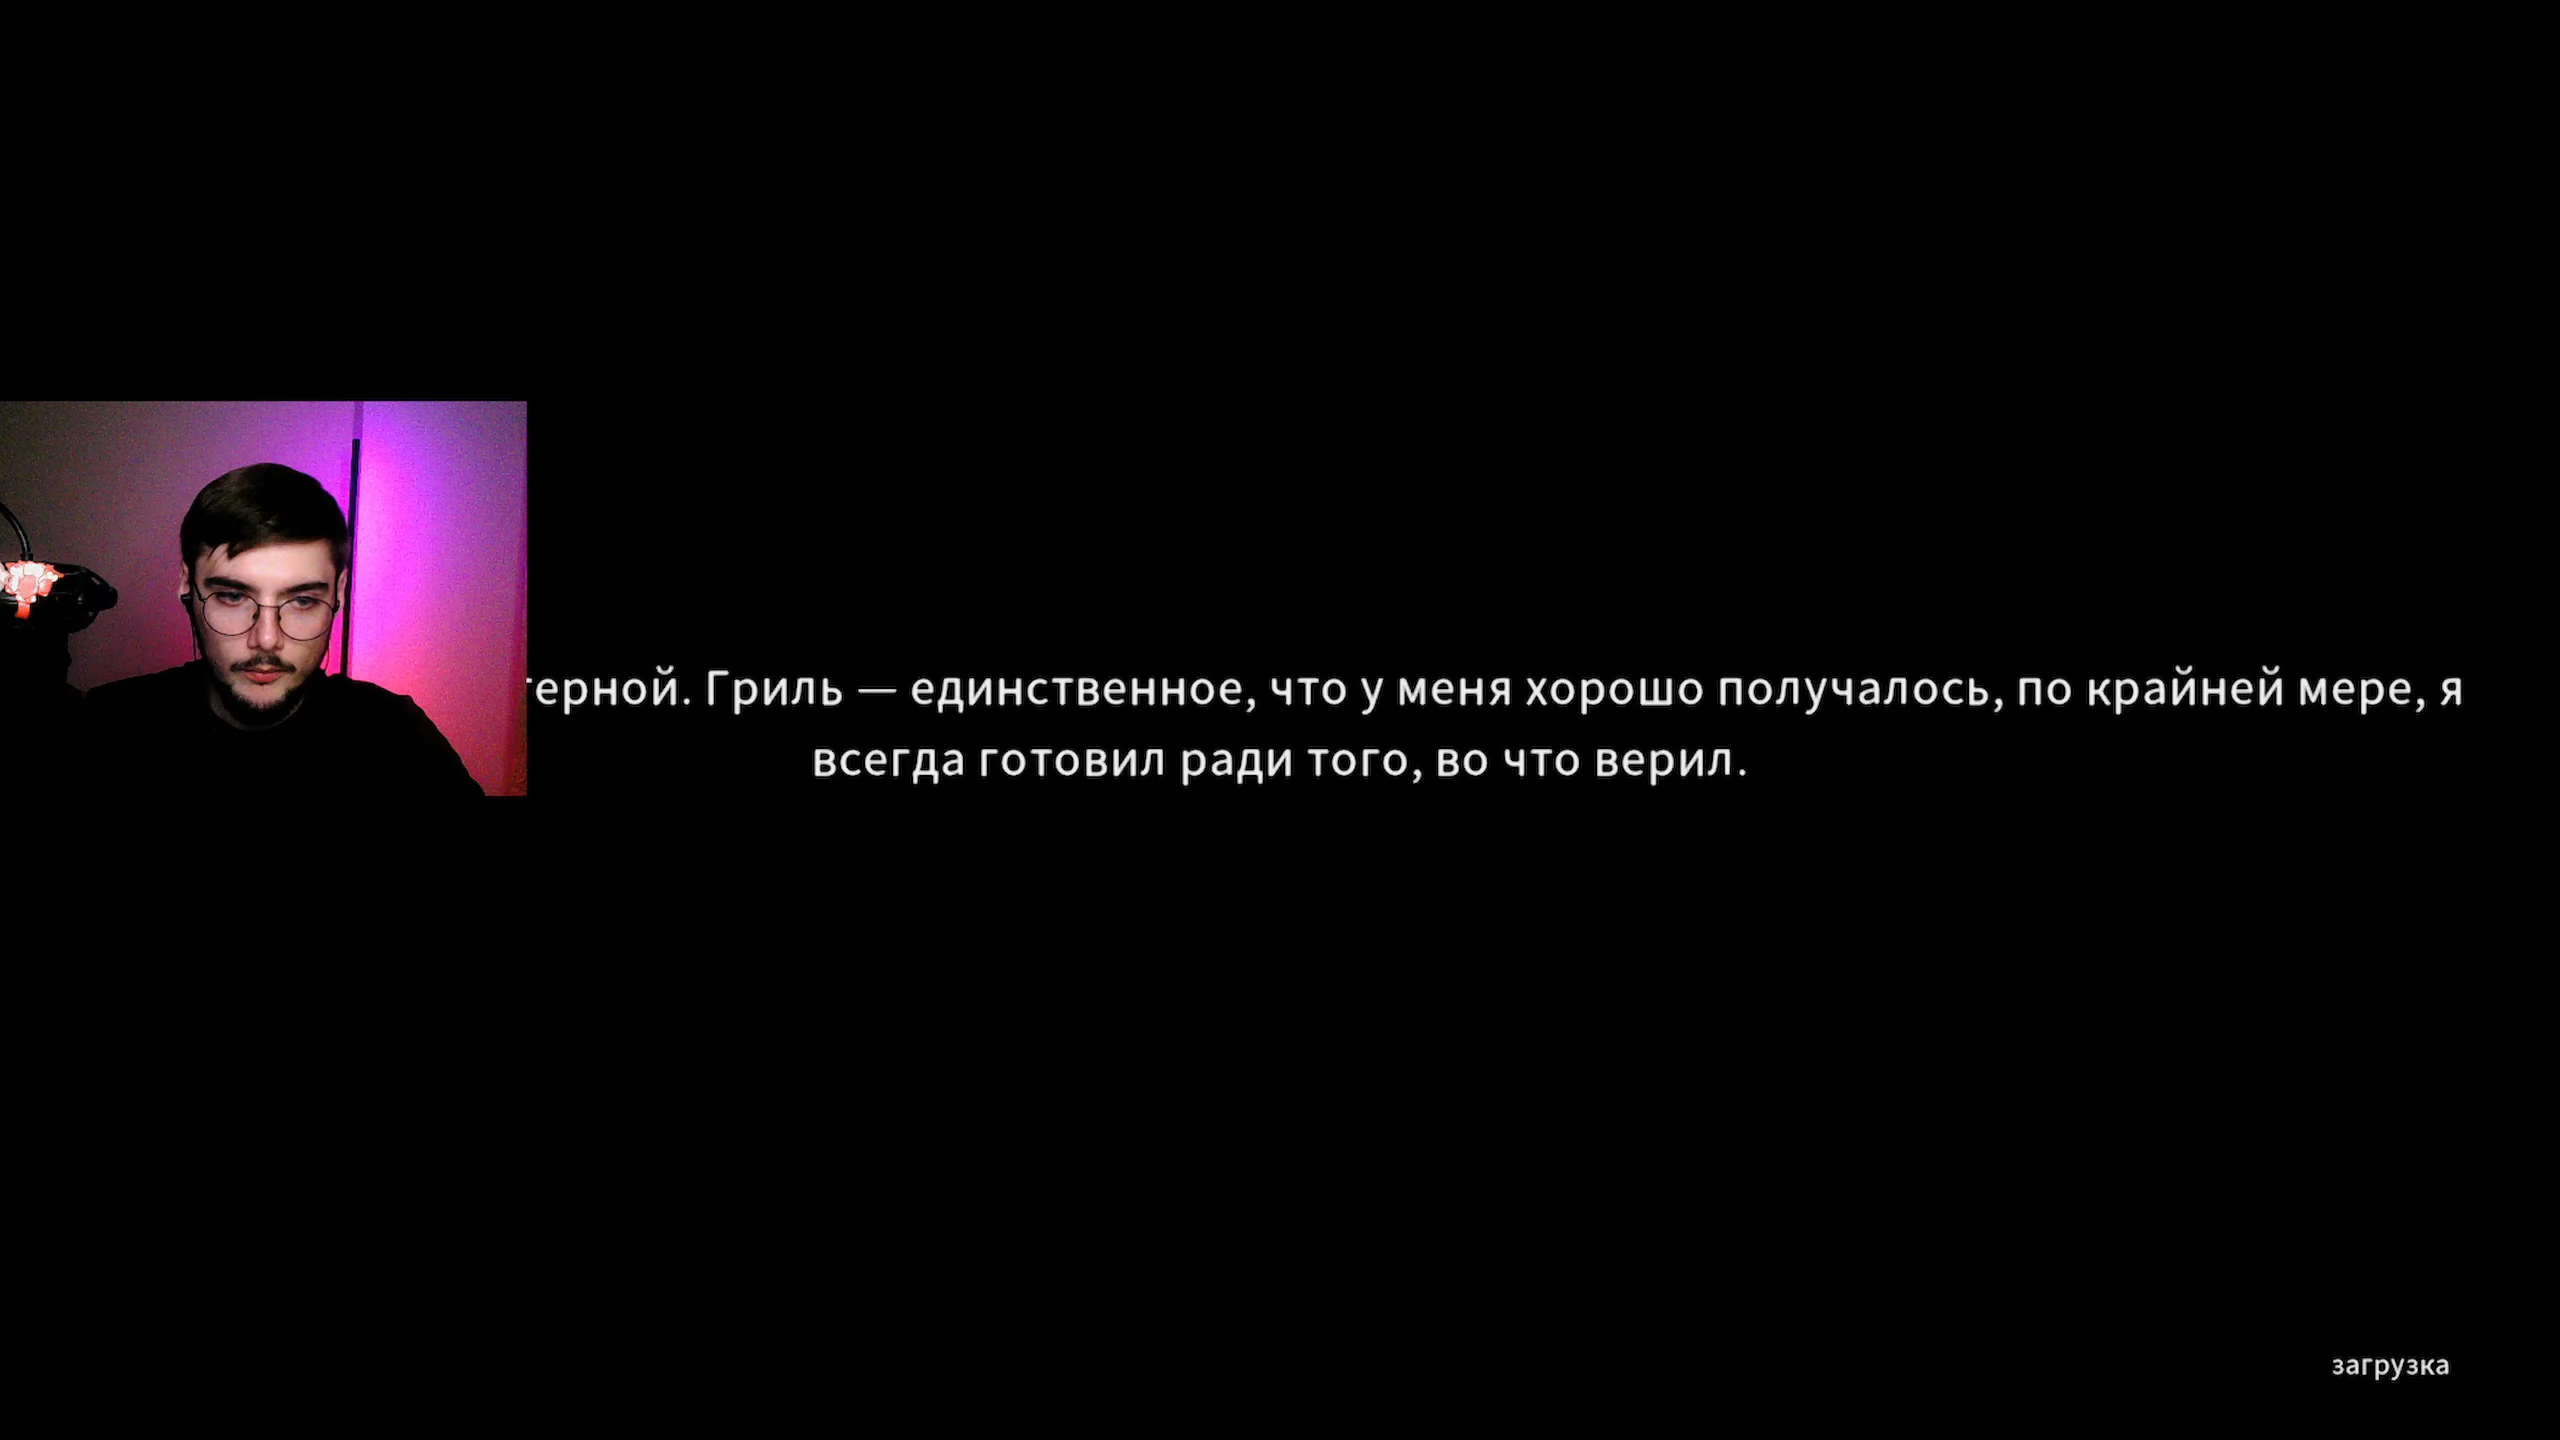 терной. Гриль — единственное, что у меня хорошо получалось, по крайней мере, я
всегда готовил ради того, во что верил.
загрузка